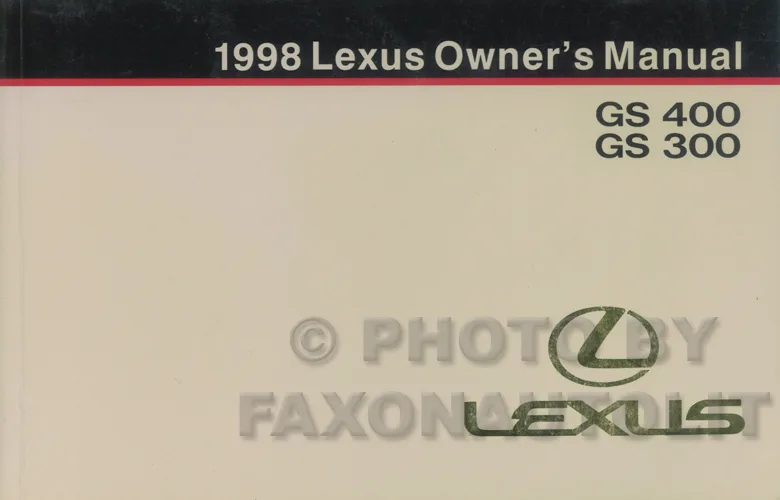 1998 Lexus Owner's Manual
GS 400
GS 300
© PHOTO BY
FAXONAUTOLIT
LEXUS